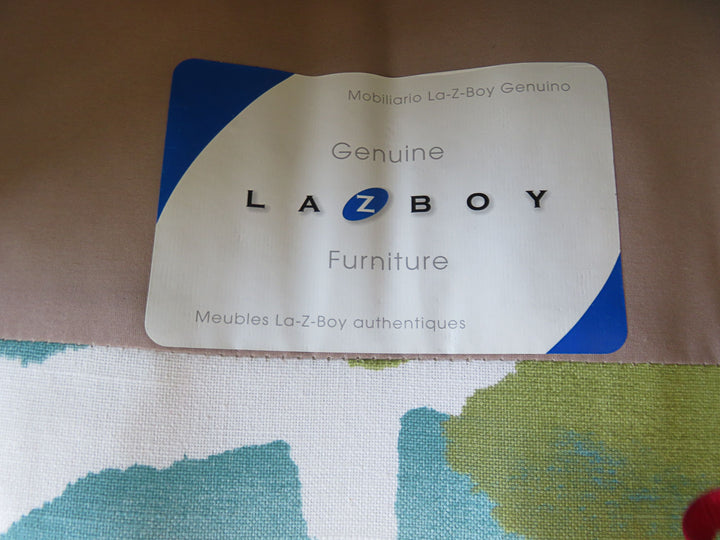 Mobiliario La-Z-Boy Genuino
Genuine
LAZBOY
Furniture
Meubles La-Z-Boy authentiques